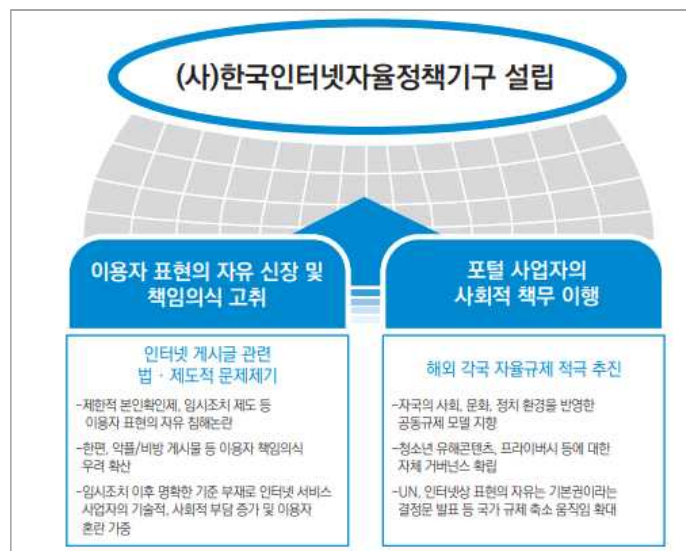 (사)한국인터넷자율정책기구 설립
이용자 표현의 자유 신장 및
책임의식 고취
인터넷 게시글 관련
법 · 제도적 문제제기
-제한적 본인확인제, 임시조치 제도 등
이용자 표현의 자유 침해논란
-한편, 악플/비방 게시물 등 이용자 책임의식
우려 확산
-임시조치 이후 명확한 기준 부재로 인터넷 서비스
사업자의 기술적, 사회적 부담 증가 및 이용자
혼란 가중
포털 사업자의
사회적 책무 이행
해외 각국 자율규제 적극 추진
-자국의 사회, 문화, 정치 환경을 반영한
공동규제 모델 지향
-청소년 유해콘텐츠, 프라이버시 등에 대한
자체 거버넌스 확립
-UN, 인터넷상 표현의 자유는 기본권이라는
결정문 발표 등 국가 규제 축소 움직임 확대